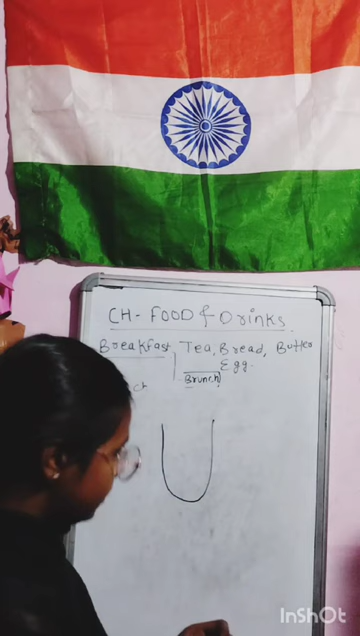 CH- FOOD & Drinks
Breakfast Tea, Bread, Butter
Egg.
Brunch
InShOt